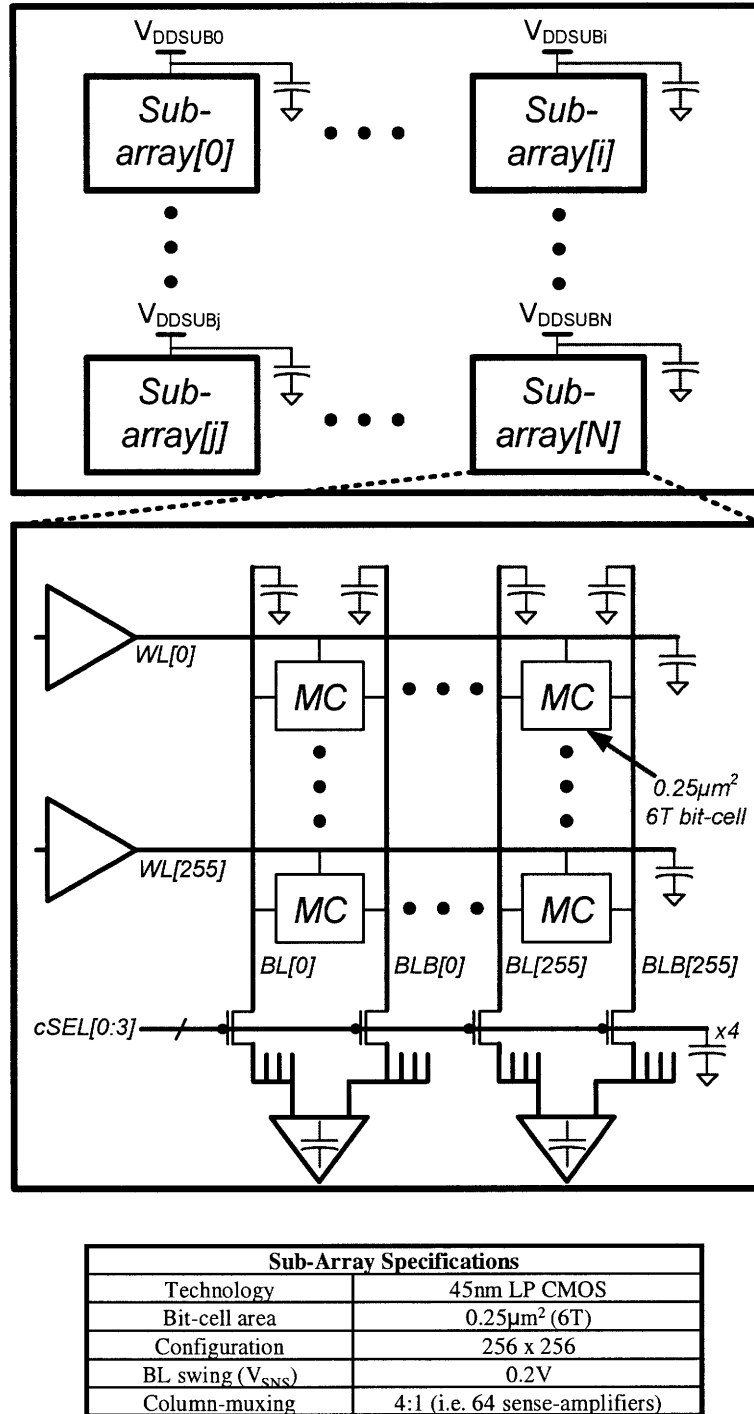 VDDSUB0
VDDSUBi
Sub-
array[0]
Sub-
array[i]
VDDSUBj
VDDSUBN
Sub-
array[j]
Sub-
array[N]
WL[0]
MC
MC
0.25µm²
6T bit-cell
WL[255]
MC
MC
BL[0]
BLB[0]
BL[255]
BLB[255]
cSEL[0:3]
x4
Sub-Array Specifications
Technology 45nm LP CMOS
Bit-cell area 0.25µm² (6T)
Configuration 256 x 256
BL swing (VSNS) 0.2V
Column-muxing 4:1 (i.e. 64 sense-amplifiers)